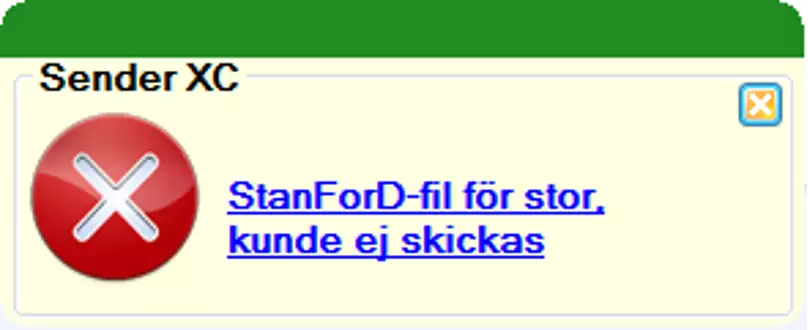 Sender XC
StanForD-fil för stor,
kunde ej skickas